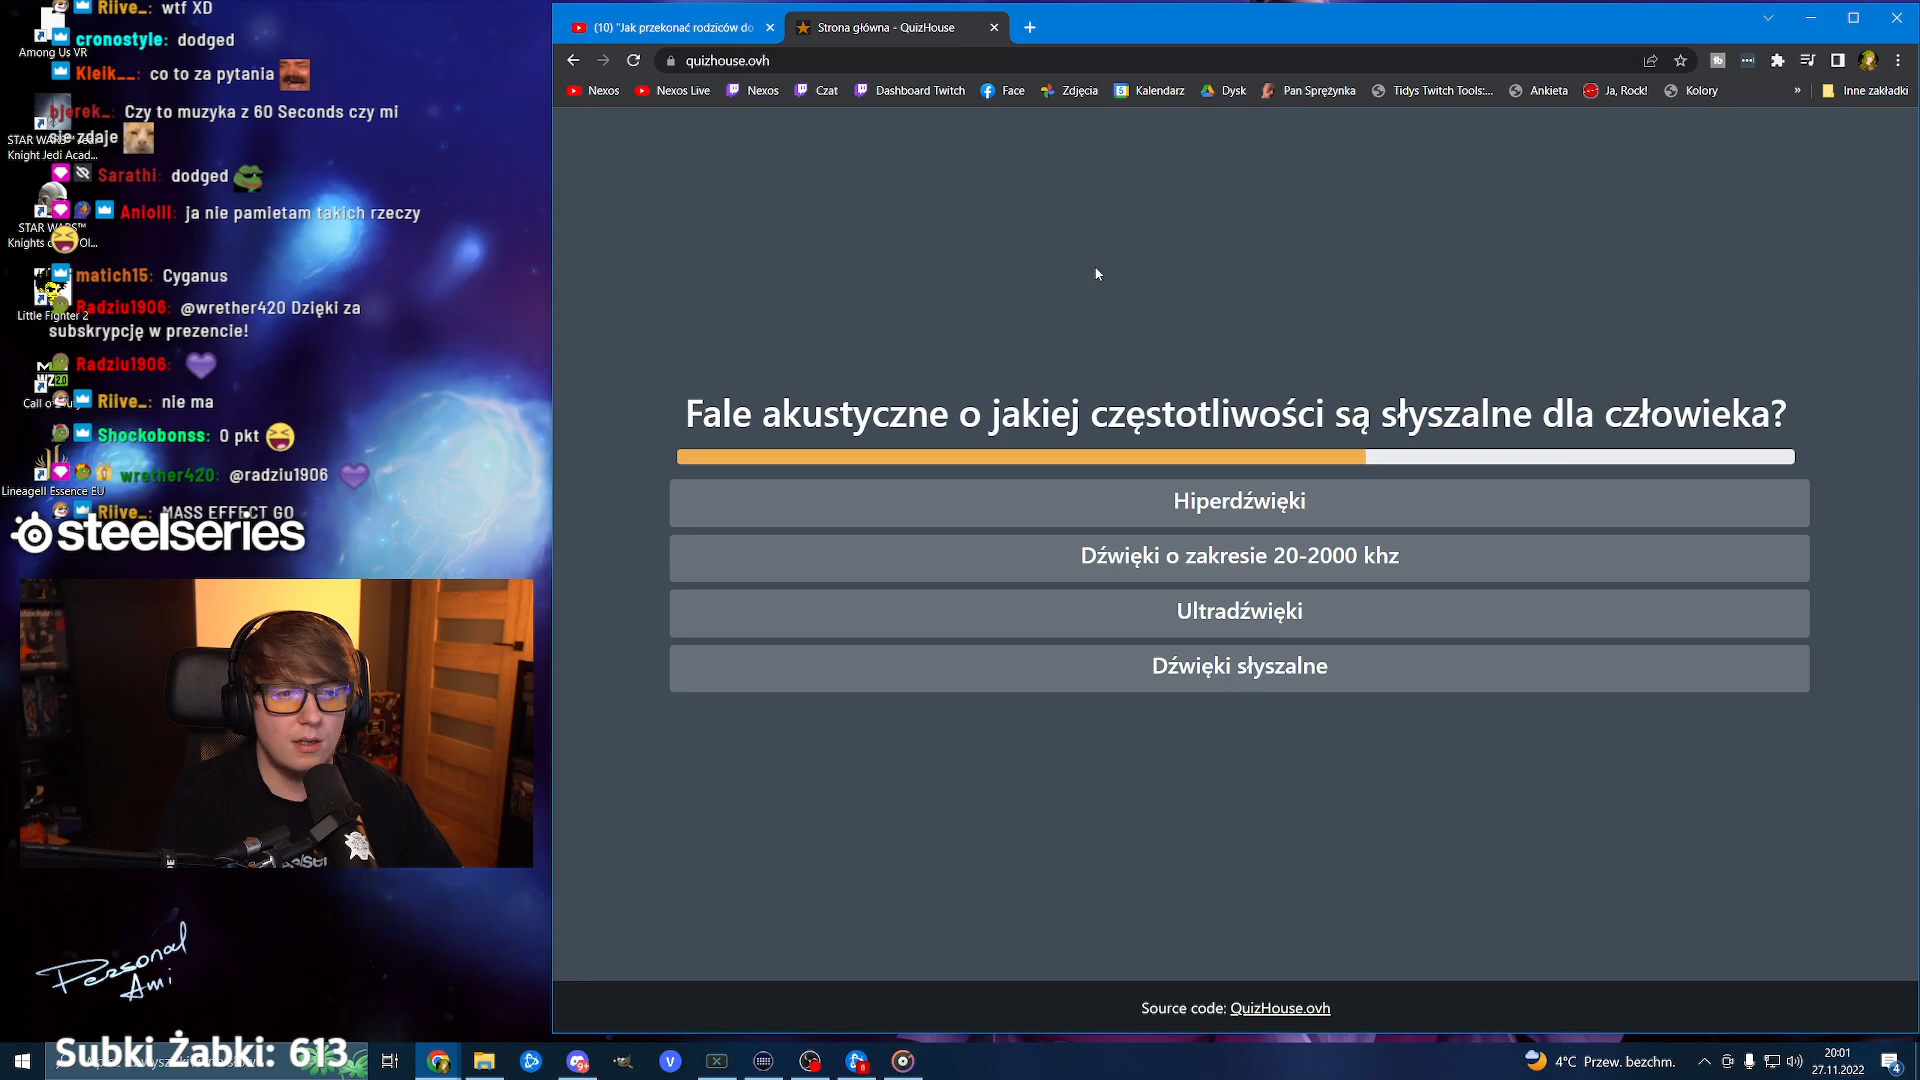 Riive_: wtf XD
Among Us VR
cronostyle: dodged
Kleik__: co to za pytania
bjorek_: Czy to muzyka z 60 Seconds czy mi
się zdaje
Knight Jedi Acad...
Sarathi: dodged
Aniolll: ja nie pamietam takich rzeczy
STAR WARS™
matich15: Cyganus
Radziu1906: @wrether420 Dzięki za
subskrypcję w prezencie!
Little Fighter 2
Radziu1906:
Riive_: nie ma
Shockobonss: 0 pkt
wrether420: @radziu1906
LineageII Essence EU
Riive_: MASS EFFECT GO
steelseries
Personal
Ami
Subki Żabki: 613
(10) "Jak przekonać rodziców do
Strona główna - QuizHouse
quizhouse.ovh
Nexos
Nexos Live
Nexos
Czat
Dashboard Twitch
Face
Zdjęcia
Kalendarz
Dysk
Pan Sprężynka
Tidys Twitch Tools:...
Ankieta
Ja, Rock!
Kolory
»
Inne zakładki
Fale akustyczne o jakiej częstotliwości są słyszalne dla człowieka?
Hiperdźwięki
Dźwięki o zakresie 20-2000 khz
Ultradźwięki
Dźwięki słyszalne
Source code: QuizHouse.ovh
4°C Przew. bezchm.
20:01
27.11.2022
4